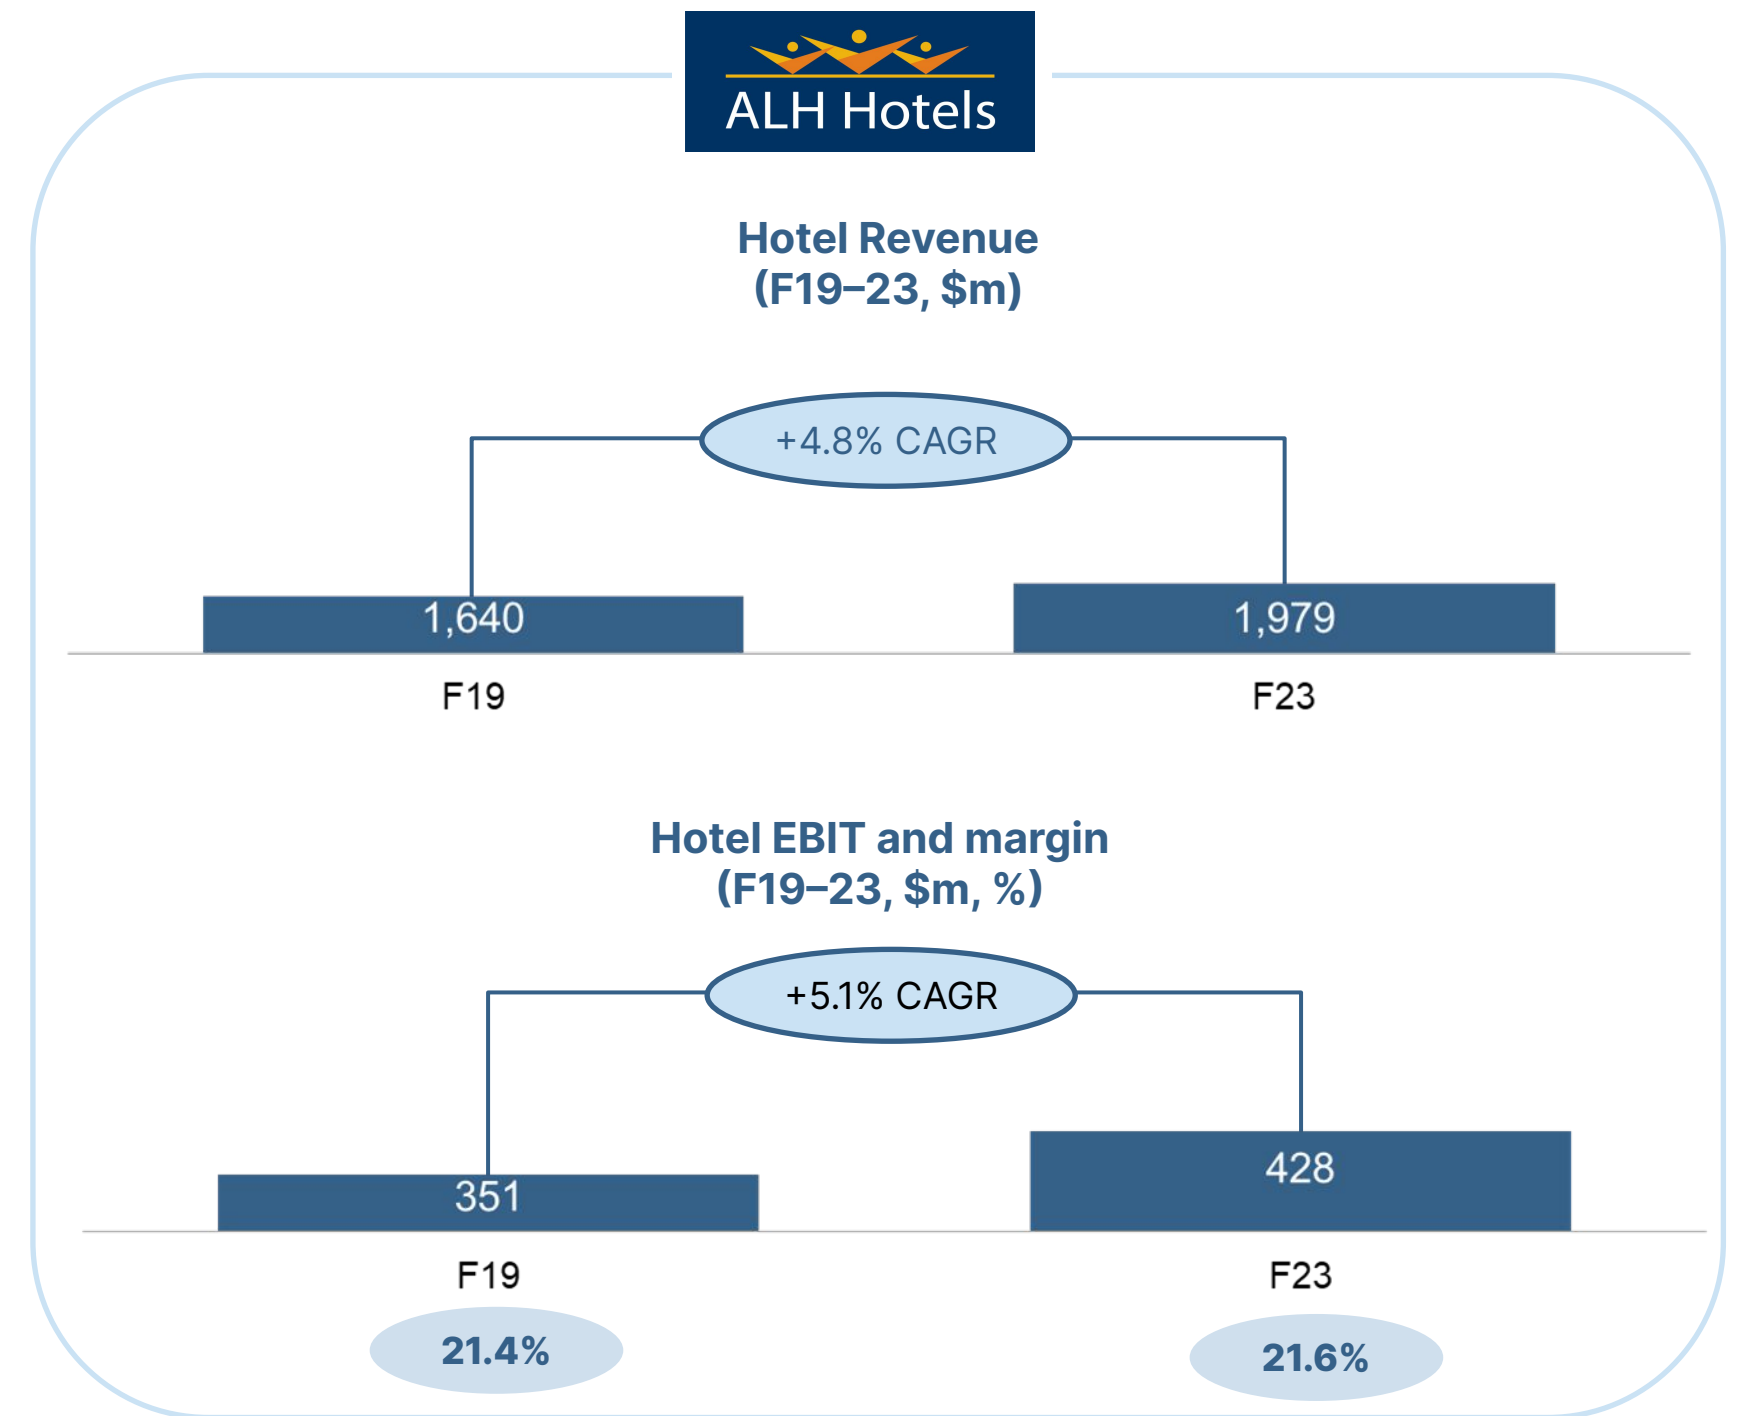 ALH Hotels
Hotel Revenue
(F19–23, $m)
+4.8% CAGR
1,640
1,979
F19
F23
Hotel EBIT and margin
(F19–23, $m, %)
+5.1% CAGR
351
428
F19
F23
21.4%
21.6%